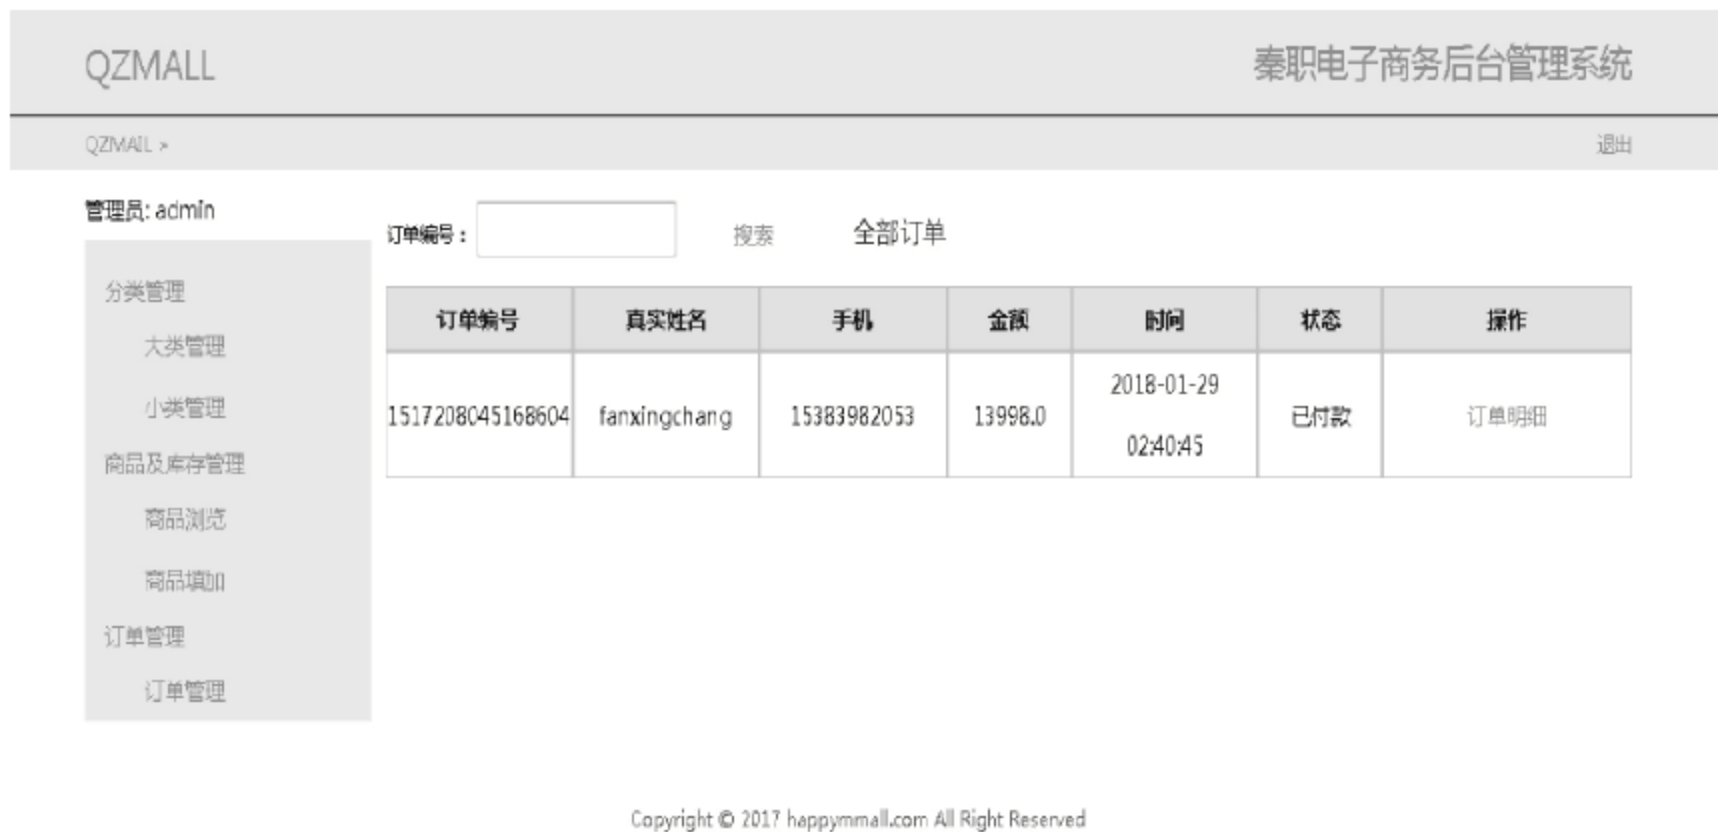 QZMALL
秦职电子商务后台管理系统
QZMAIL >
退出
管理员: admin
分类管理
大类管理
小类管理
商品及库存管理
商品浏览
商品填加
订单管理
订单管理
订单编号：
搜索
全部订单
订单编号 真实姓名 手机 金额 时间 状态 操作
1517208045168604 fanxingchang 15383982053 13998.0 2018-01-29 02:40:45 已付款 订单明细
Copyright © 2017 happymmall.com All Right Reserved